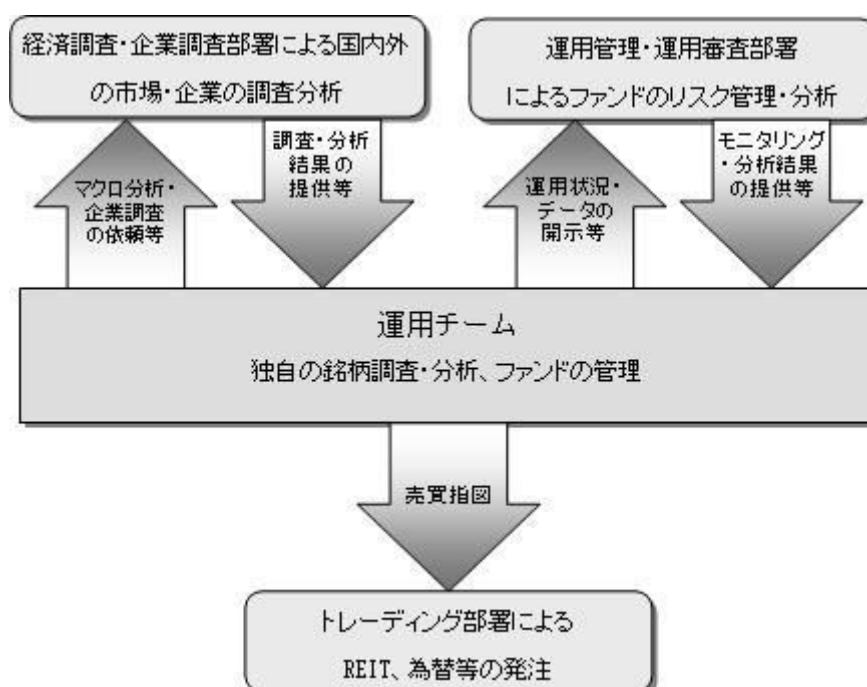 経済調査・企業調査部署による国内外
の市場・企業の調査分析
運用管理・運用審査部署
によるファンドのリスク管理・分析
マクロ分析・
企業調査
の依頼等
調査・分析
結果の
提供等
運用状況・
データの
開示等
モニタリング
・分析結果
の提供等
運用チーム
独自の銘柄調査・分析、ファンドの管理
売買指図
トレーディング部署による
REIT、為替等の発注